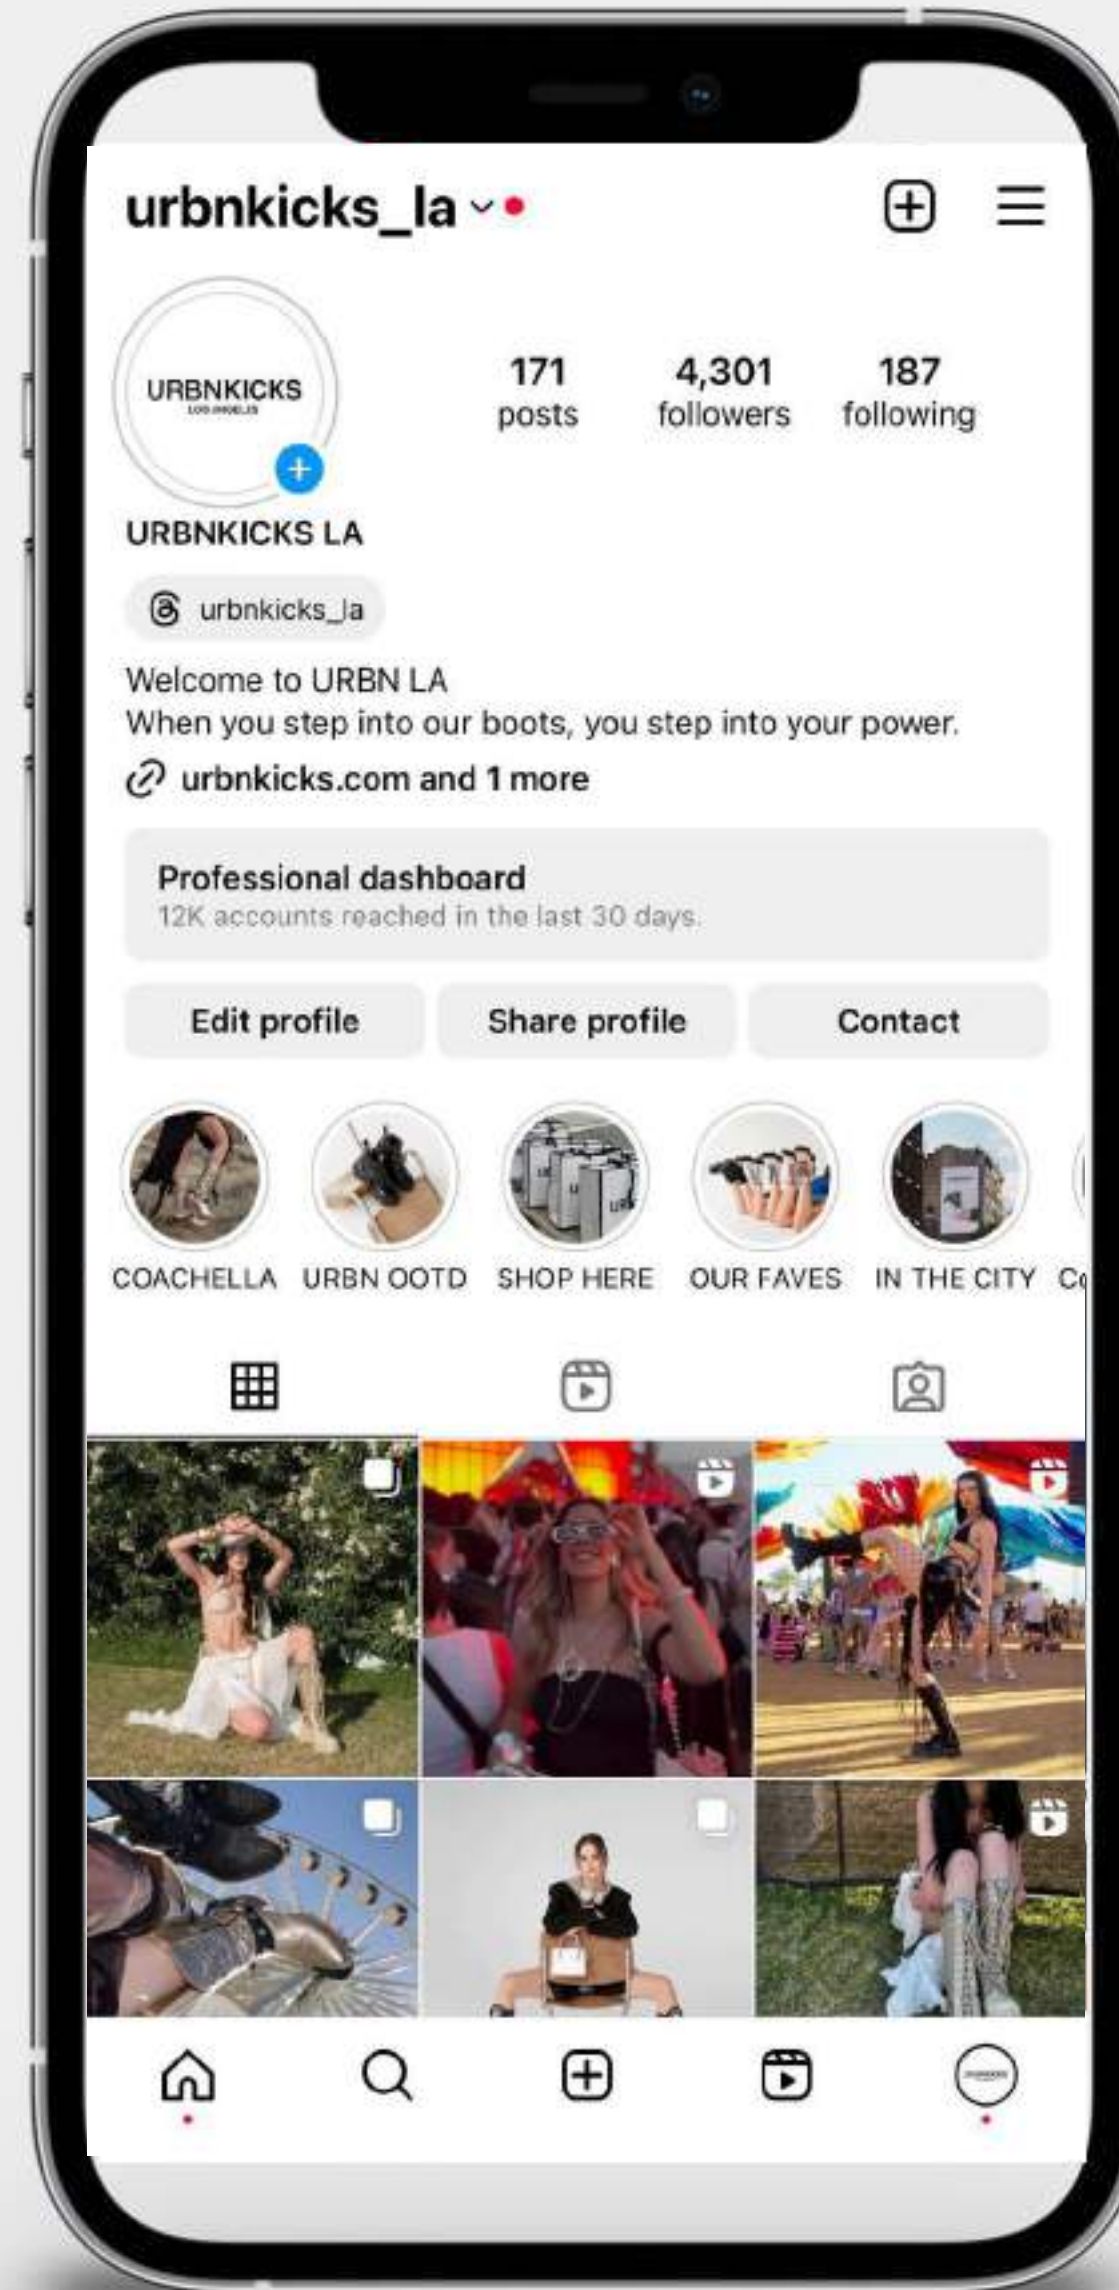 urbnkicks_la
URBNKICKS
LOS ANGELES
171
posts
4,301
followers
187
following
URBNKICKS LA
urbnkicks_la
Welcome to URBN LA
When you step into our boots, you step into your power.
urbnkicks.com and 1 more
Professional dashboard
12K accounts reached in the last 30 days.
Edit profile
Share profile
Contact
COACHELLA
URBN OOTD
SHOP HERE
OUR FAVES
IN THE CITY